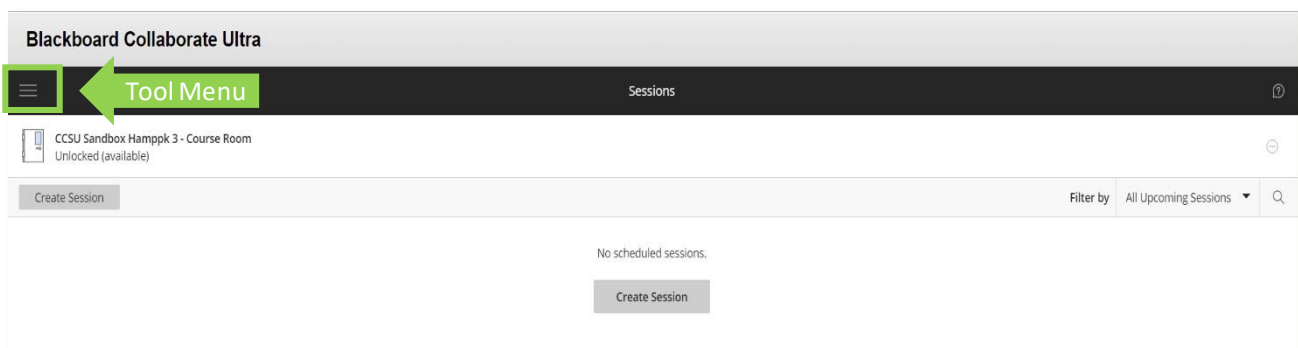 Blackboard Collaborate Ultra
Tool Menu
Sessions
CCSU Sandbox Hamppk 3 - Course Room
Unlocked (available)
Create Session
Filter by
All Upcoming Sessions
No scheduled sessions.
Create Session